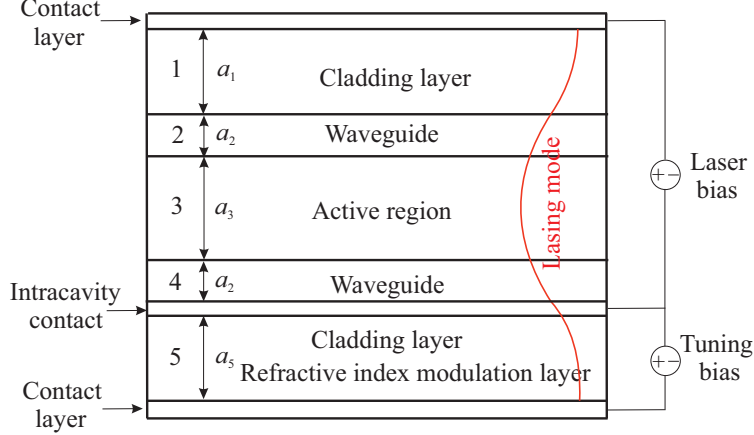 Contact
layer
1
a1
Cladding layer
2
a2
Waveguide
3
a3
Active region
Lasing mode
+-
Laser
bias
4
a2
Waveguide
Intracavity
contact
5
a5
Cladding layer
Refractive index modulation layer
+-
Tuning
bias
Contact
layer